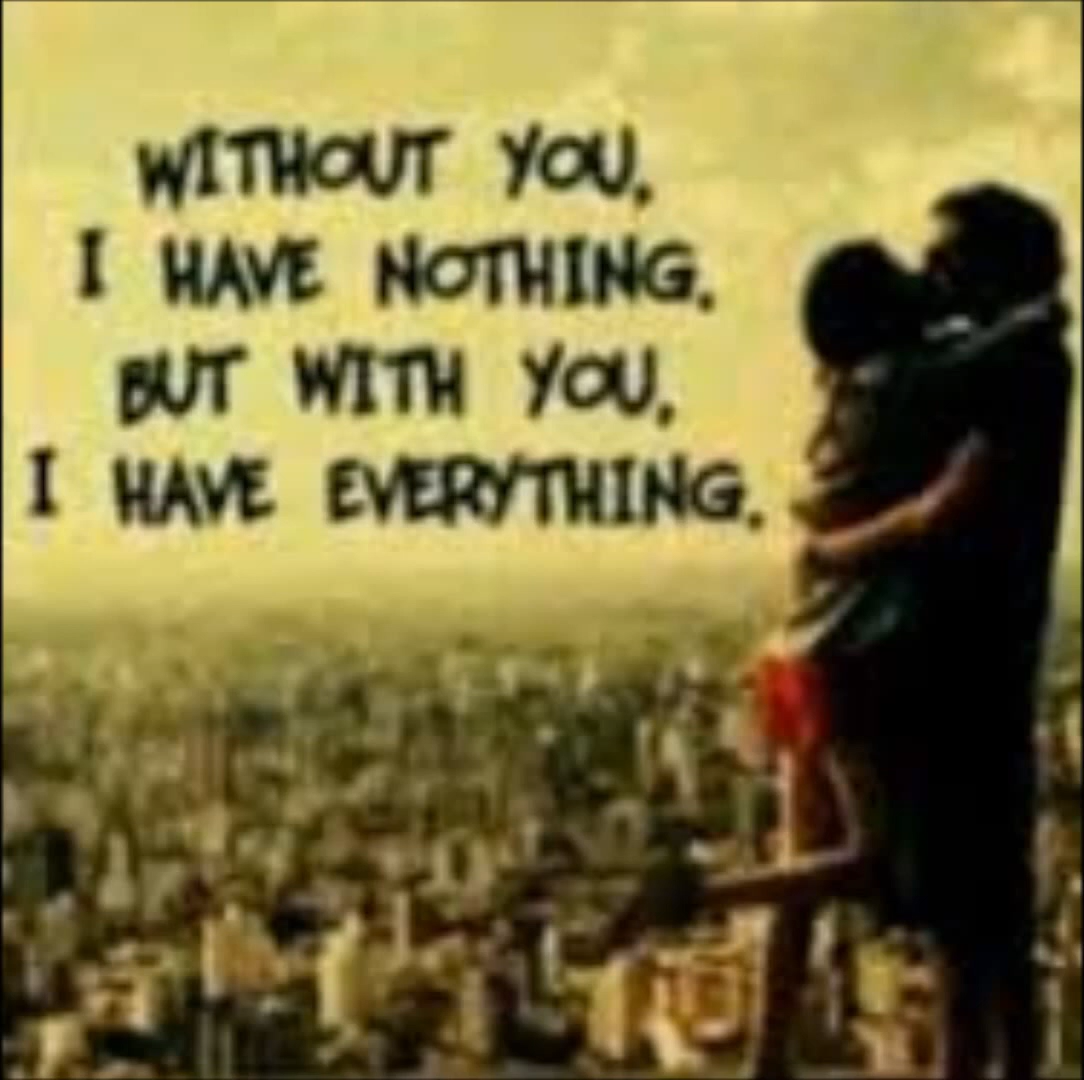 WITHOUT YOU,
I HAVE NOTHING.
BUT WITH YOU,
I HAVE EVERYTHING.